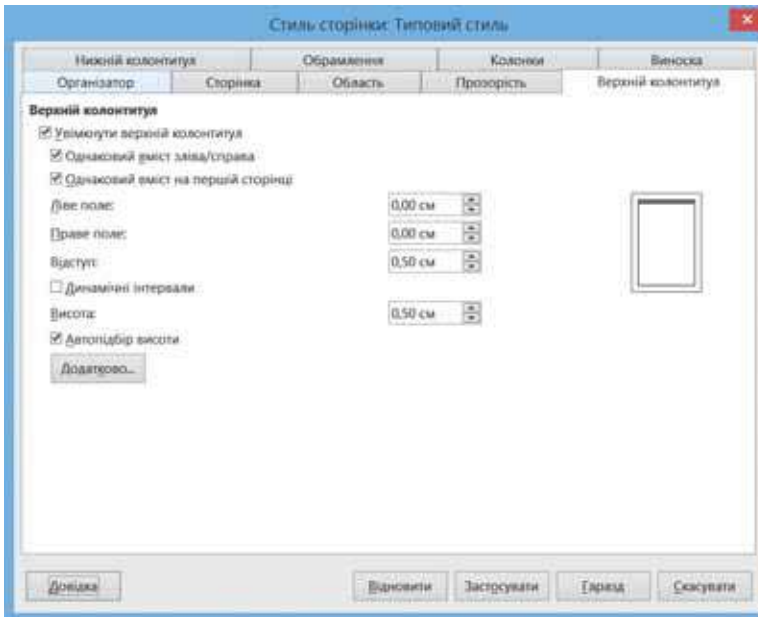 Стиль сторінки: Типовий стиль
Нижній колонтитул Обрамлення Колонки Виноска
Організатор Сторінка Область Прозорість Верхній колонтитул
Верхній колонтитул
Увімкнути верхній колонтитул
Однаковий вміст зліва/справа
Однаковий вміст на першій сторінці
Ліве поле: 0,00 см
Праве поле: 0,00 см
Відступ: 0,50 см
Динамічні інтервали
Висота: 0,50 см
Автопідбір висоти
Додатково...
Довідка Відновити Застосувати Гаразд Скасувати